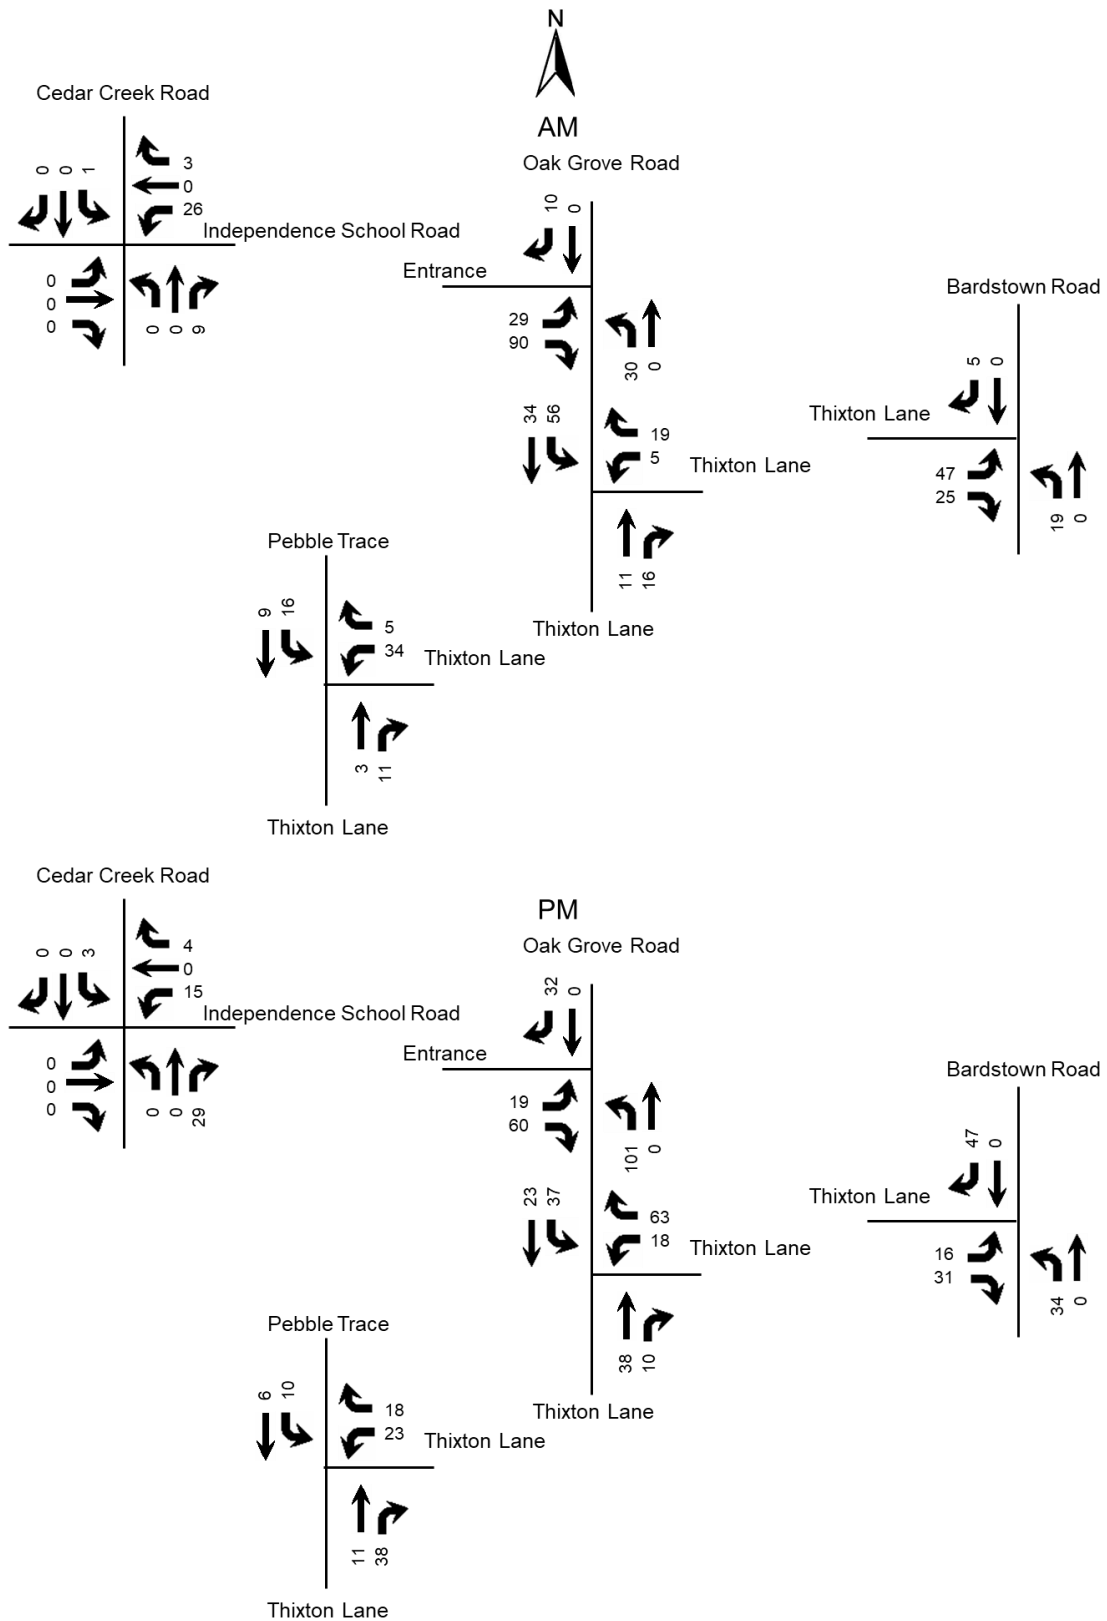 N
AM
Cedar Creek Road
0 0 1
3
0
26
Independence School Road
0
0
0
0 0 9
Oak Grove Road
10 0
Entrance
29
90
30 0
34 56
19
5
Thixton Lane
11 16
Thixton Lane
Bardstown Road
5 0
Thixton Lane
47
25
19 0
Pebble Trace
9 16
5
34
Thixton Lane
3 11
Thixton Lane
PM
Cedar Creek Road
0 0 3
4
0
15
Independence School Road
0
0
0
0 0 29
Oak Grove Road
32 0
Entrance
19
60
101 0
23 37
63
18
Thixton Lane
38 10
Thixton Lane
Bardstown Road
47 0
Thixton Lane
16
31
34 0
Pebble Trace
6 10
18
23
Thixton Lane
11 38
Thixton Lane